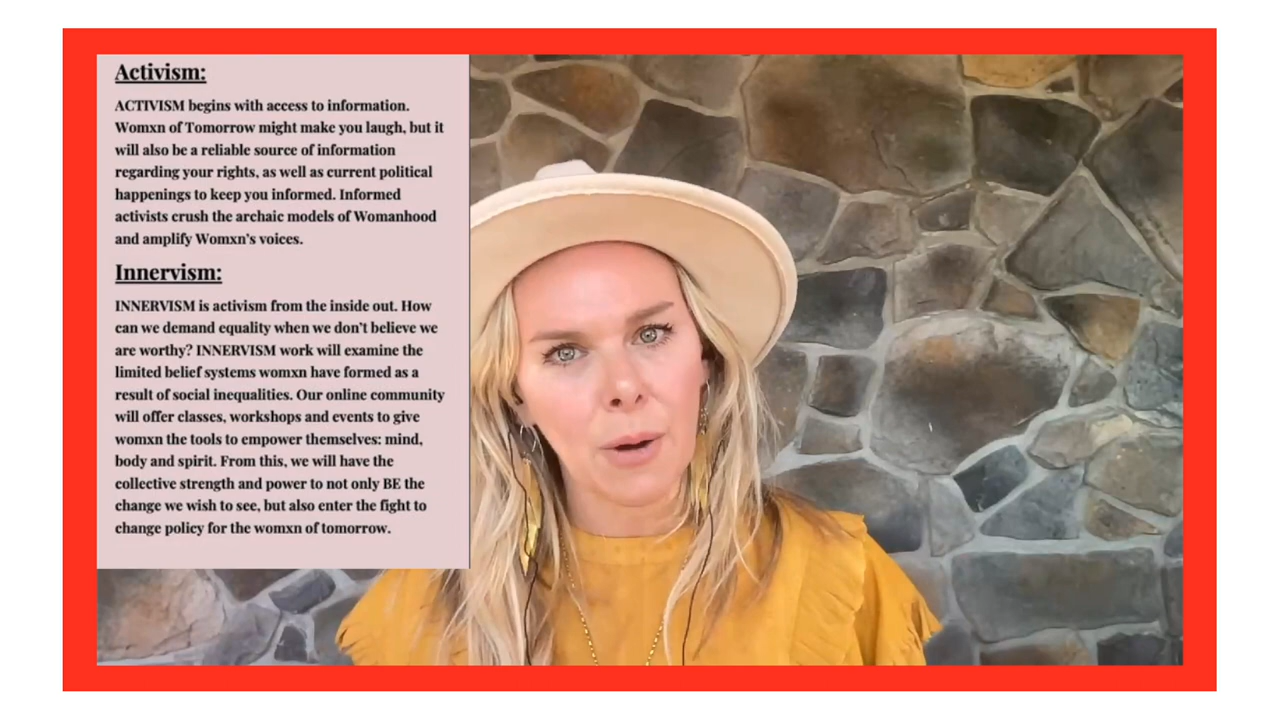 Activism:
ACTIVISM begins with access to information.
Womxn of Tomorrow might make you laugh, but it
will also be a reliable source of information
regarding your rights, as well as current political
happenings to keep you informed. Informed
activists crush the archaic models of Womanhood
and amplify Womxn's voices.
Innervism:
INNERVISM is activism from the inside out. How
can we demand equality when we don't believe we
are worthy? INNERVISM work will examine the
limited belief systems womxn have formed as a
result of social inequalities. Our online community
will offer classes, workshops and events to give
womxn the tools to empower themselves: mind,
body and spirit. From this, we will have the
collective strength and power to not only BE the
change we wish to see, but also enter the fight to
change policy for the womxn of tomorrow.